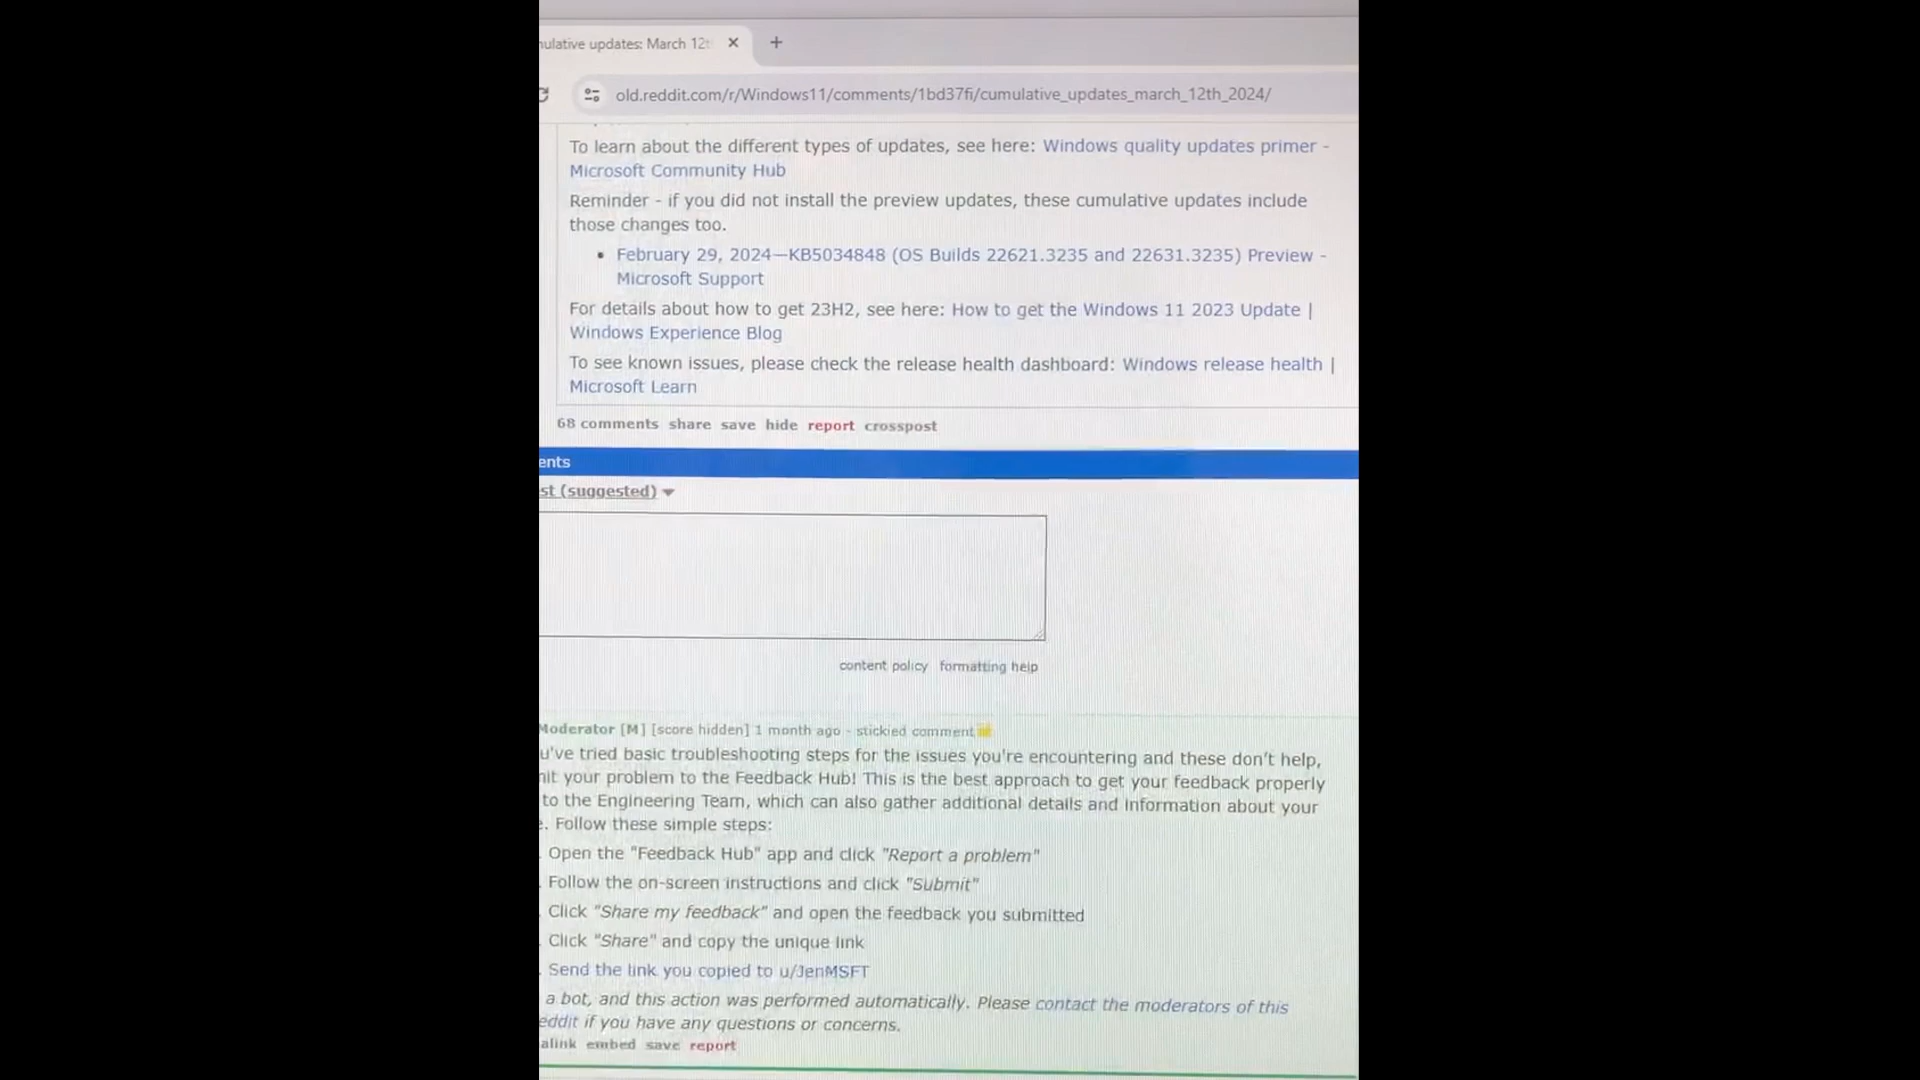 ulative updates: March 12t
old.reddit.com/r/Windows11/comments/1bd37fi/cumulative_updates_march_12th_2024/
To learn about the different types of updates, see here: Windows quality updates primer -
Microsoft Community Hub
Reminder - if you did not install the preview updates, these cumulative updates include
those changes too.
• February 29, 2024—KB5034848 (OS Builds 22621.3235 and 22631.3235) Preview -
Microsoft Support
For details about how to get 23H2, see here: How to get the Windows 11 2023 Update |
Windows Experience Blog
To see known issues, please check the release health dashboard: Windows release health |
Microsoft Learn
68 comments share save hide report crosspost
ents
st (suggested)
content policy formatting help
Moderator [M] [score hidden] 1 month ago - stickied comment
u've tried basic troubleshooting steps for the issues you're encountering and these don't help,
nit your problem to the Feedback Hub! This is the best approach to get your feedback properly
to the Engineering Team, which can also gather additional details and information about your
e. Follow these simple steps:
. Open the "Feedback Hub" app and click "Report a problem"
. Follow the on-screen instructions and click "Submit"
. Click "Share my feedback" and open the feedback you submitted
. Click "Share" and copy the unique link
. Send the link you copied to u/JenMSFT
a bot, and this action was performed automatically. Please contact the moderators of this
eddit if you have any questions or concerns.
alink embed save report